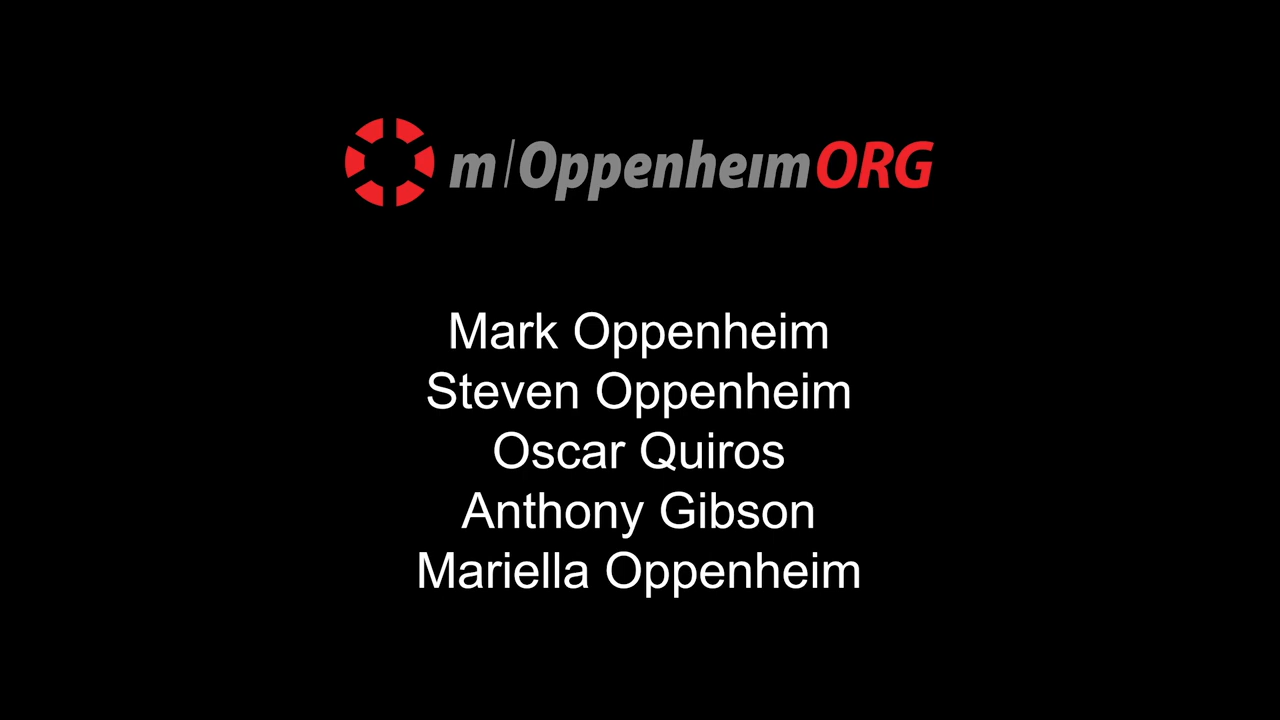 m/OppenheimORG
Mark Oppenheim
Steven Oppenheim
Oscar Quiros
Anthony Gibson
Mariella Oppenheim